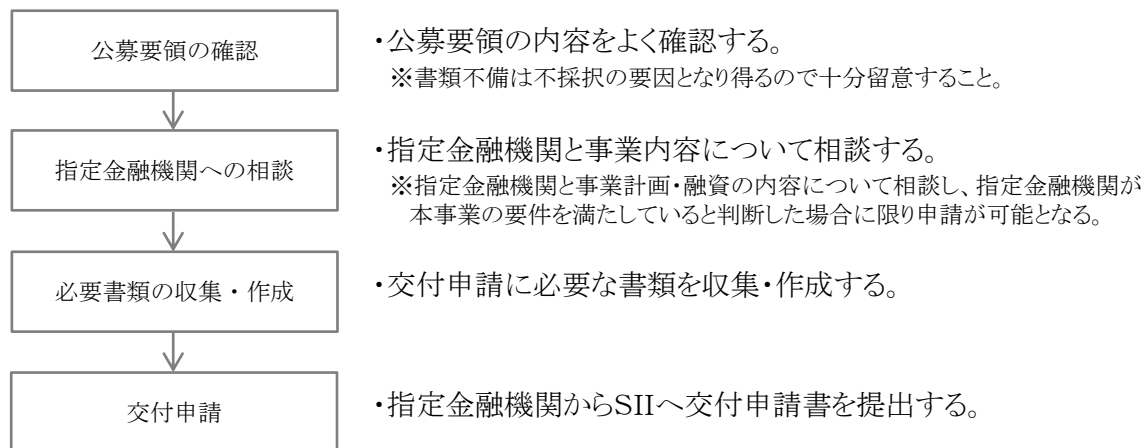 公募要領の確認
・公募要領の内容をよく確認する。
※書類不備は不採択の要因となり得るので十分留意すること。
指定金融機関への相談
・指定金融機関と事業内容について相談する。
※指定金融機関と事業計画・融資の内容について相談し、指定金融機関が
本事業の要件を満たしていると判断した場合に限り申請が可能となる。
必要書類の収集・作成
・交付申請に必要な書類を収集・作成する。
交付申請
・指定金融機関からSIIへ交付申請書を提出する。